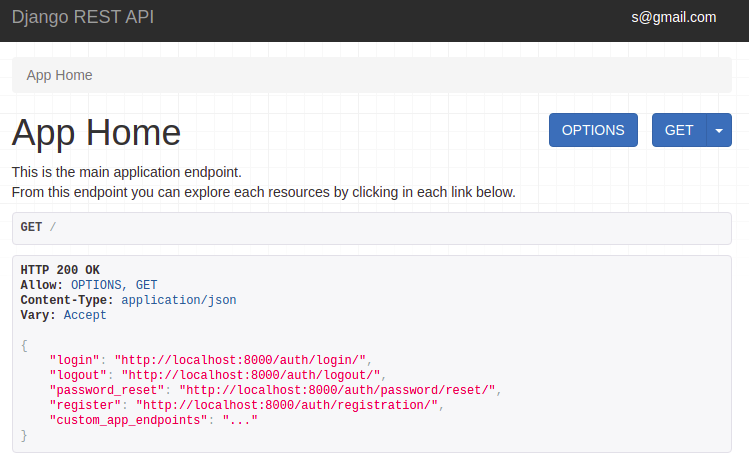 Django REST API s@gmail.com
App Home
App Home OPTIONS GET
This is the main application endpoint.
From this endpoint you can explore each resources by clicking in each link below.
GET /
HTTP 200 OK
Allow: OPTIONS, GET
Content-Type: application/json
Vary: Accept
{
    "login": "http://localhost:8000/auth/login/",
    "logout": "http://localhost:8000/auth/logout/",
    "password_reset": "http://localhost:8000/auth/password/reset/",
    "register": "http://localhost:8000/auth/registration/",
    "custom_app_endpoints": "..."
}